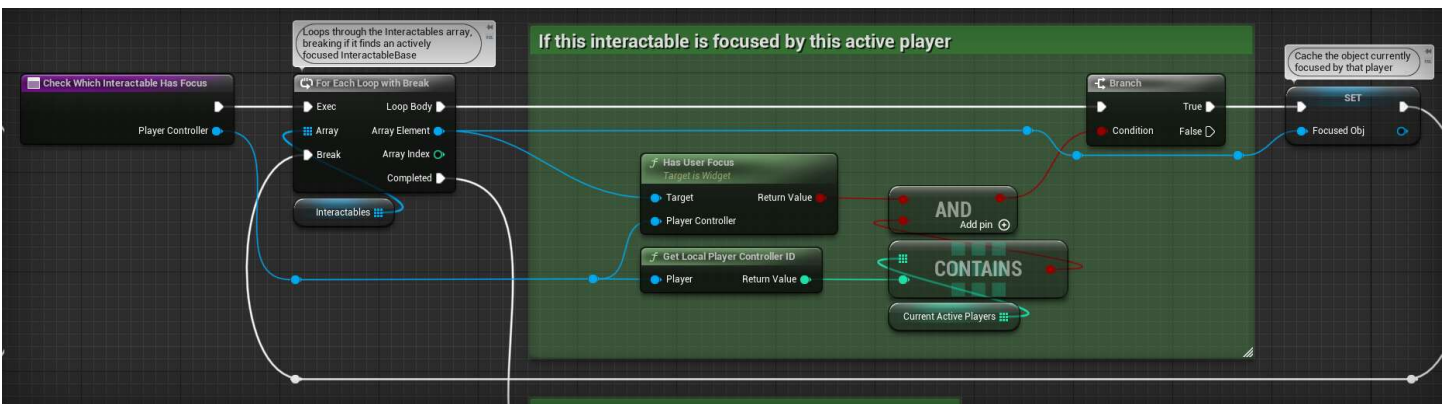 Loops through the Interactables array,
breaking if it finds an actively
focused InteractableBase
If this interactable is focused by this active player
Cache the object currently
focused by that player
Check Which Interactable Has Focus
Player Controller
For Each Loop with Break
Exec
Loop Body
Array
Array Element
Break
Array Index
Completed
Interactables
f Has User Focus
Target is Widget
Target
Return Value
Player Controller
f Get Local Player Controller ID
Player
Return Value
AND
Add pin
CONTAINS
Current Active Players
Branch
True
Condition
False
SET
Focused Obj